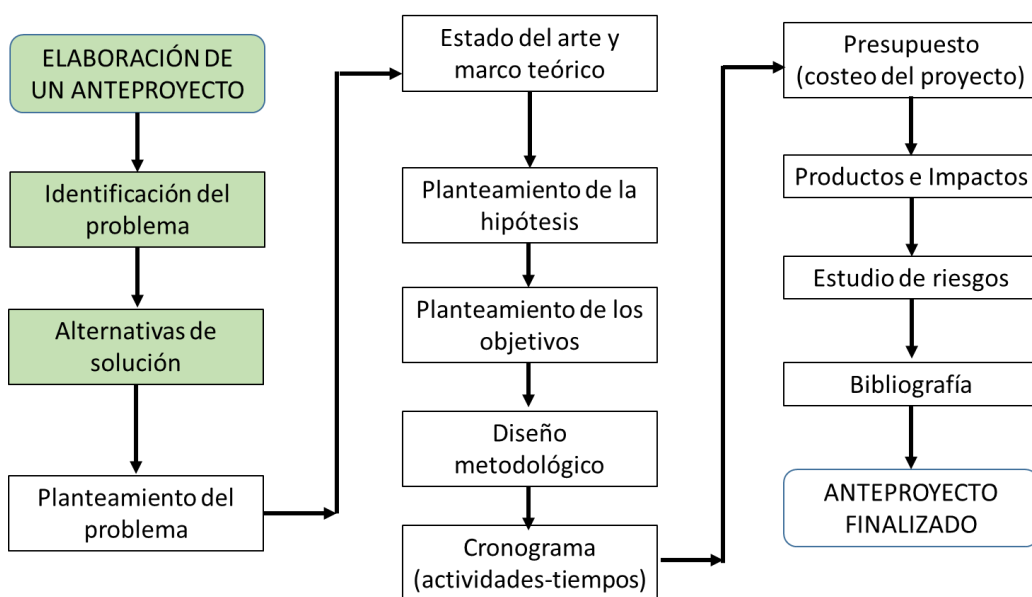 ELABORACIÓN DE
UN ANTEPROYECTO
Identificación del
problema
Alternativas de
solución
Planteamiento del
problema
Estado del arte y
marco teórico
Planteamiento de la
hipótesis
Planteamiento de los
objetivos
Diseño
metodológico
Cronograma
(actividades-tiempos)
Presupuesto
(costeo del proyecto)
Productos e Impactos
Estudio de riesgos
Bibliografía
ANTEPROYECTO
FINALIZADO